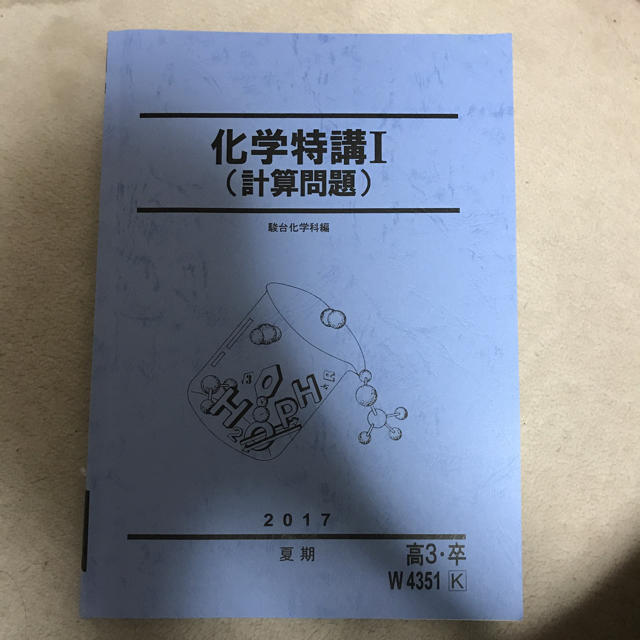 化学特講I
（計算問題）
駿台化学科編
2017
夏期
高3・卒
W4351 K